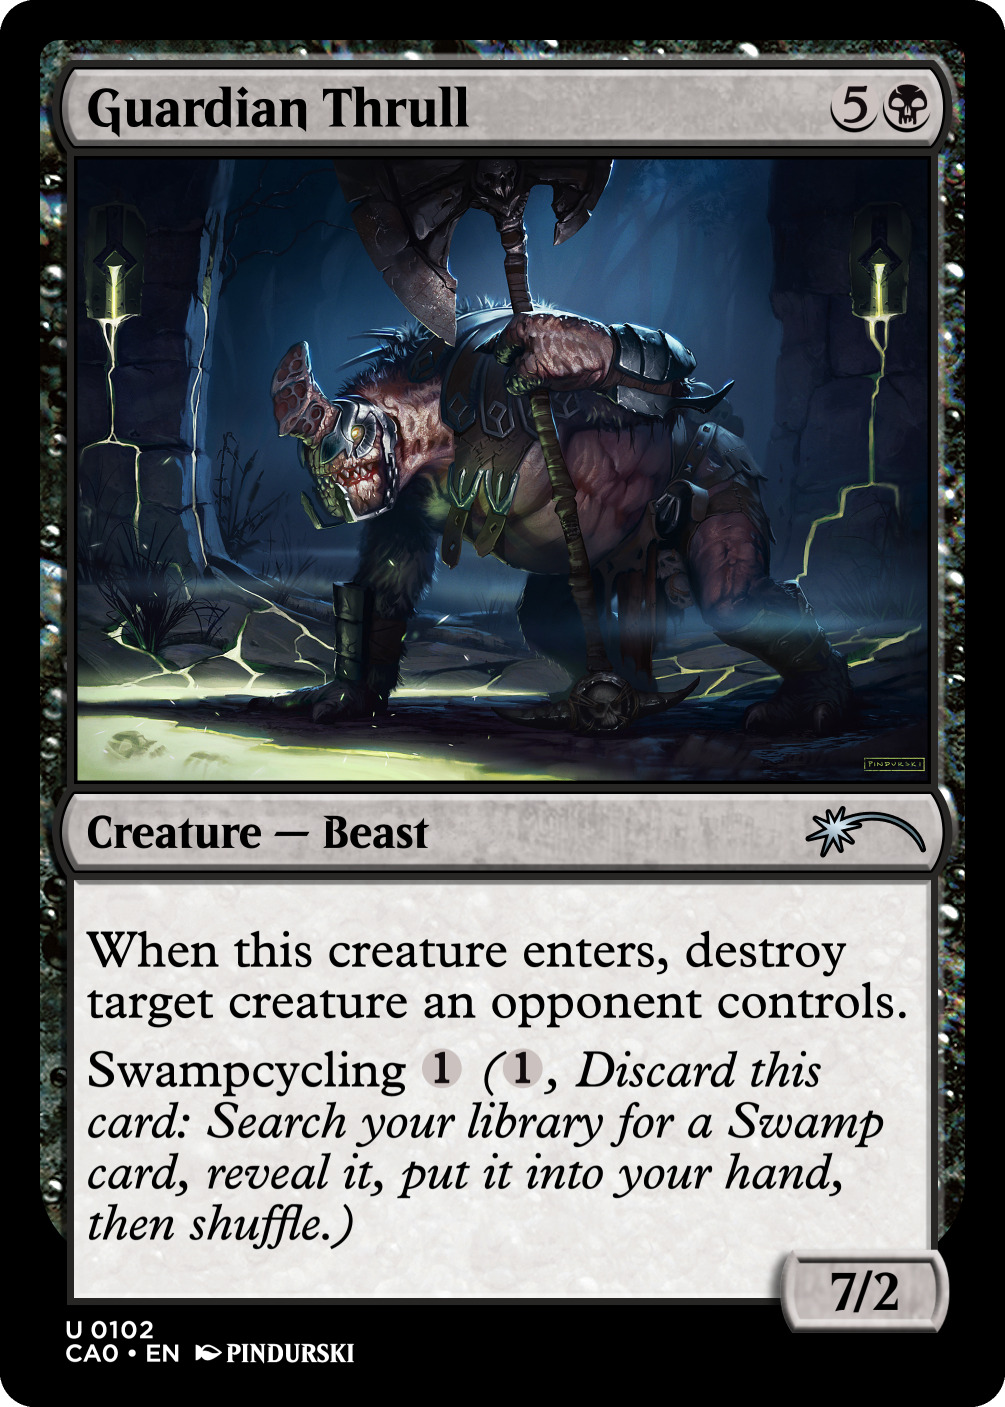 Guardian Thrull
5
PINDURSKI
Creature — Beast
When this creature enters, destroy
target creature an opponent controls.
Swampcycling 1 (1, Discard this
card: Search your library for a Swamp
card, reveal it, put it into your hand,
then shuffle.)
7/2
U 0102
CAO • EN PINDURSKI